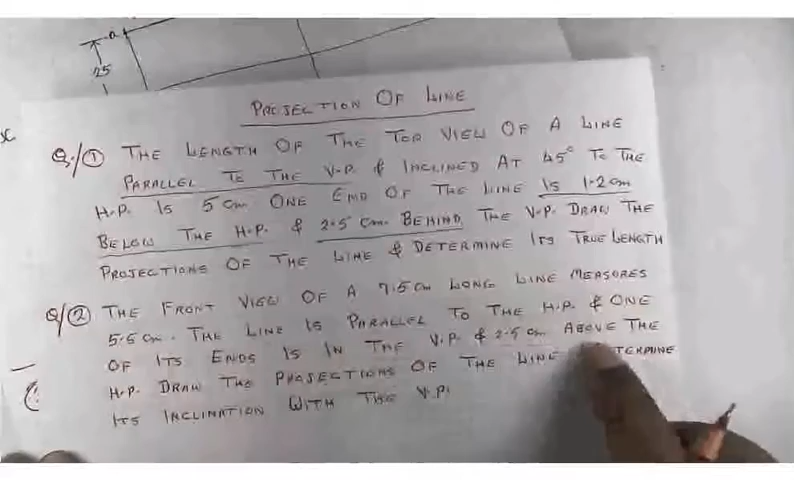 a
25
PROJECTION OF LINE
Q/① THE LENGTH OF THE TOP VIEW OF A LINE
PARALLEL TO THE V.P. & INCLINED AT 45° TO THE
H.P. IS 5 cm ONE END OF THE LINE IS 1.2 cm
BELOW THE H.P. & 2.5 cm. BEHIND THE V.P. DRAW THE
PROJECTIONS OF THE LINE & DETERMINE ITS TRUE LENGTH
Q/② THE FRONT VIEW OF A 7.5 cm LONG LINE MEASURES
5.5 cm. THE LINE IS PARALLEL TO THE H.P. & ONE
OF ITS ENDS IS IN THE V.P. & 2.5 cm ABOVE THE
H.P. DRAW THE PROJECTIONS OF THE LINE
ITS INCLINATION WITH THE V.P.